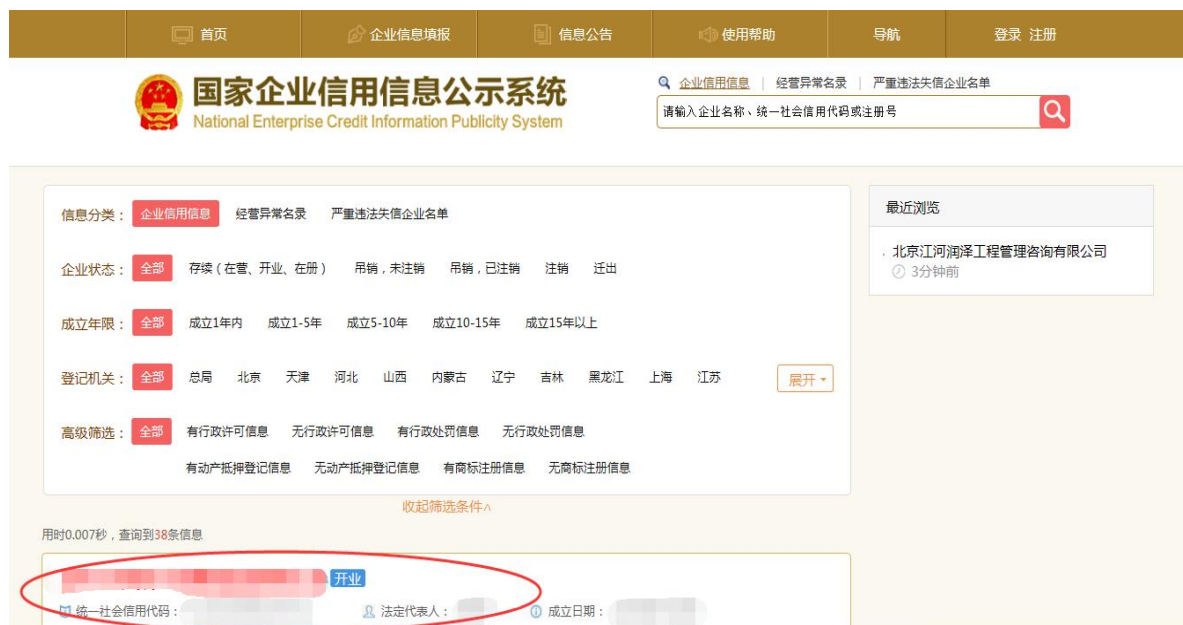 首页 企业信息填报 信息公告 使用帮助 导航 登录 注册
国家企业信用信息公示系统
National Enterprise Credit Information Publicity System
企业信用信息 | 经营异常名录 | 严重违法失信企业名单
请输入企业名称、统一社会信用代码或注册号
信息分类： 企业信用信息 经营异常名录 严重违法失信企业名单
企业状态： 全部 存续（在营、开业、在册） 吊销，未注销 吊销，已注销 注销 迁出
成立年限： 全部 成立1年内 成立1-5年 成立5-10年 成立10-15年 成立15年以上
登记机关： 全部 总局 北京 天津 河北 山西 内蒙古 辽宁 吉林 黑龙江 上海 江苏 展开
高级筛选： 全部 有行政许可信息 无行政许可信息 有行政处罚信息 无行政处罚信息
有动产抵押登记信息 无动产抵押登记信息 有商标注册信息 无商标注册信息
收起筛选条件
最近浏览
北京江河润泽工程管理咨询有限公司
3分钟前
用时0.007秒，查询到38条信息
开业
统一社会信用代码： 法定代表人： 成立日期：